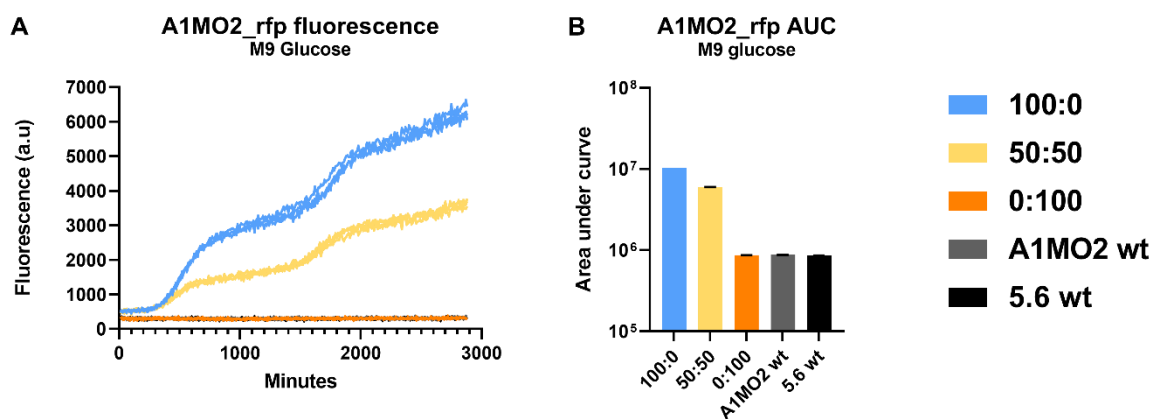 A
A1MO2_rfp fluorescence
M9 Glucose
Fluorescence (a.u)
7000
6000
5000
4000
3000
2000
1000
0
0
1000
2000
3000
Minutes
B
A1MO2_rfp AUC
M9 glucose
Area under curve
10⁸
10⁷
10⁶
10⁵
100:0
50:50
0:100
A1MO2 wt
5.6 wt
100:0
50:50
0:100
A1MO2 wt
5.6 wt